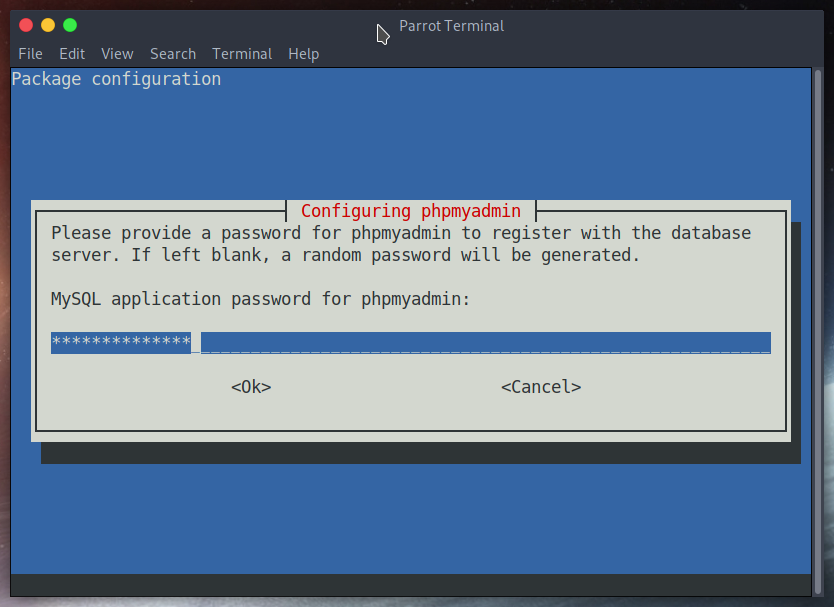 Parrot Terminal
File Edit View Search Terminal Help
Package configuration
Configuring phpmyadmin
Please provide a password for phpmyadmin to register with the database
server. If left blank, a random password will be generated.
MySQL application password for phpmyadmin:
**************
<Ok> <Cancel>